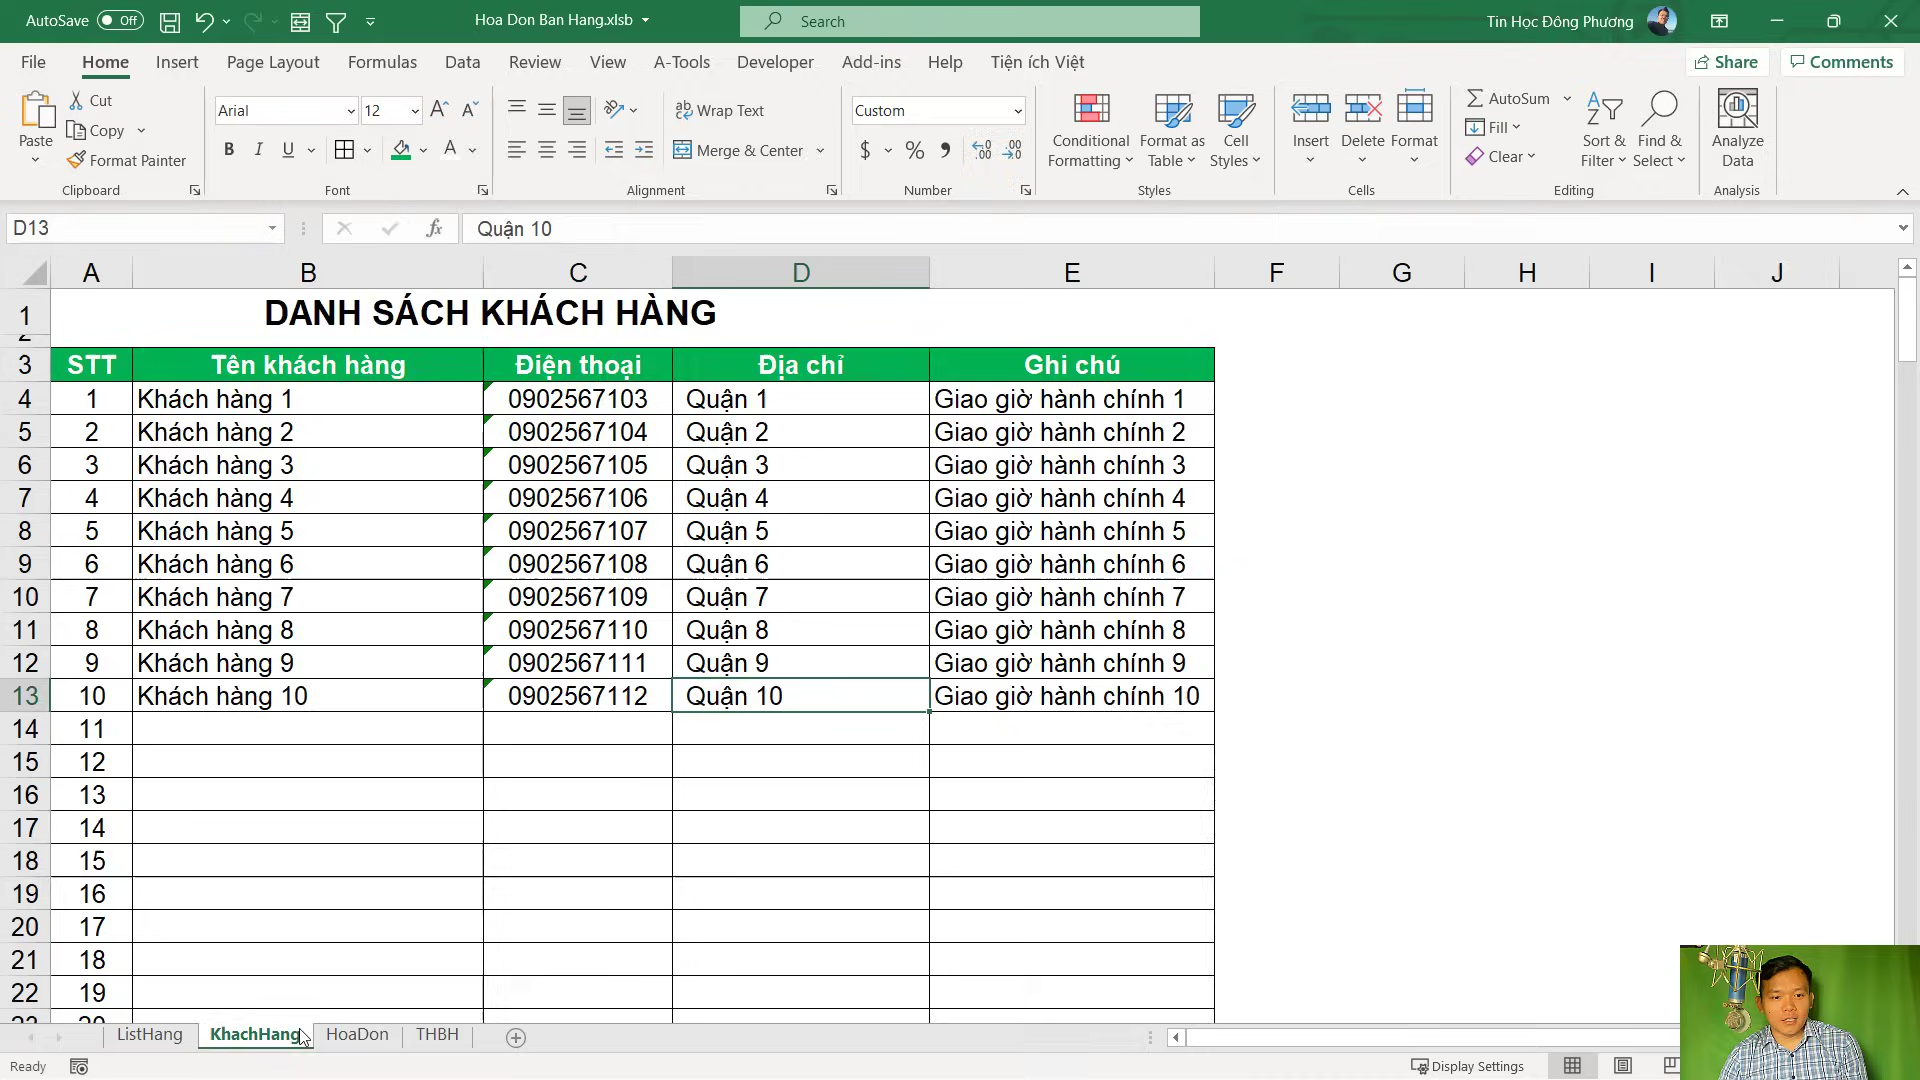 AutoSave Off Hoa Don Ban Hang.xlsb Search Tin Học Đông Phương
File Home Insert Page Layout Formulas Data Review View A-Tools Developer Add-ins Help Tiện ích Việt Share Comments
Paste Cut Copy Format Painter
Clipboard
Arial 12
B I U A
Font
Wrap Text
Merge & Center
Alignment
Custom
$ % ,
Number
Conditional Formatting Format as Table Cell Styles
Styles
Insert Delete Format
Cells
AutoSum Fill Clear Sort & Filter Find & Select
Editing
Analyze Data
Analysis
D13 fx Quận 10
A B C D E F G H I J
1 DANH SÁCH KHÁCH HÀNG
2
3 STT Tên khách hàng Điện thoại Địa chỉ Ghi chú
4 1 Khách hàng 1 0902567103 Quận 1 Giao giờ hành chính 1
5 2 Khách hàng 2 0902567104 Quận 2 Giao giờ hành chính 2
6 3 Khách hàng 3 0902567105 Quận 3 Giao giờ hành chính 3
7 4 Khách hàng 4 0902567106 Quận 4 Giao giờ hành chính 4
8 5 Khách hàng 5 0902567107 Quận 5 Giao giờ hành chính 5
9 6 Khách hàng 6 0902567108 Quận 6 Giao giờ hành chính 6
10 7 Khách hàng 7 0902567109 Quận 7 Giao giờ hành chính 7
11 8 Khách hàng 8 0902567110 Quận 8 Giao giờ hành chính 8
12 9 Khách hàng 9 0902567111 Quận 9 Giao giờ hành chính 9
13 10 Khách hàng 10 0902567112 Quận 10 Giao giờ hành chính 10
14 11
15 12
16 13
17 14
18 15
19 16
20 17
21 18
22 19
ListHang KhachHang HoaDon THBH
Ready Display Settings